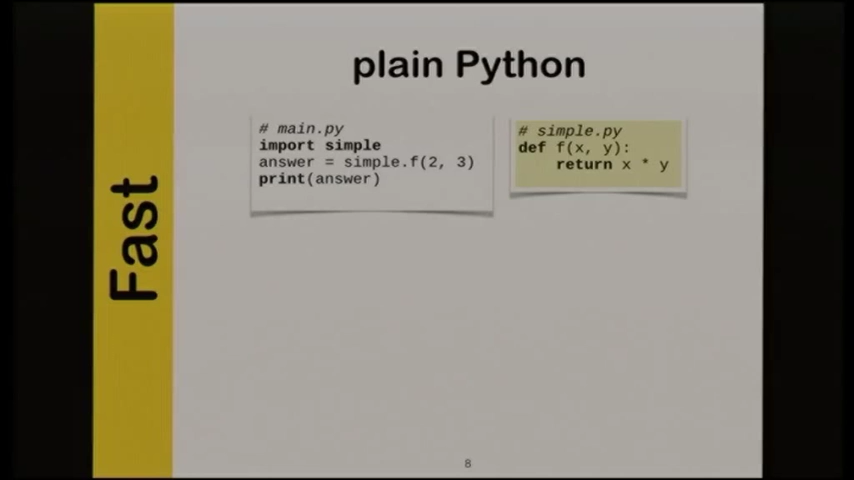 plain Python
# main.py
import simple
answer = simple.f(2, 3)
print(answer)
# simple.py
def f(x, y):
    return x * y
Fast
8